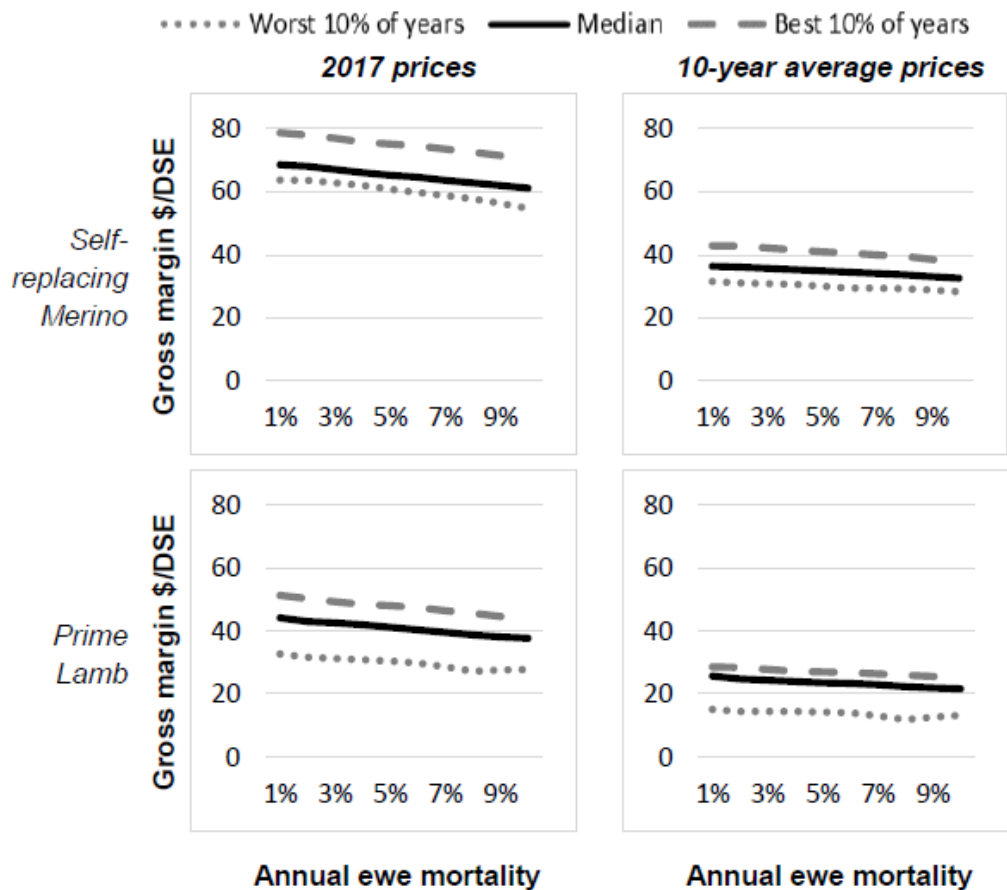 Worst 10% of years Median Best 10% of years
2017 prices 10-year average prices
Self-
replacing
Merino
Gross margin $/DSE
80
60
40
20
0
1% 3% 5% 7% 9%
80
60
40
20
0
1% 3% 5% 7% 9%
Prime
Lamb
Gross margin $/DSE
80
60
40
20
0
1% 3% 5% 7% 9%
80
60
40
20
0
1% 3% 5% 7% 9%
Annual ewe mortality Annual ewe mortality